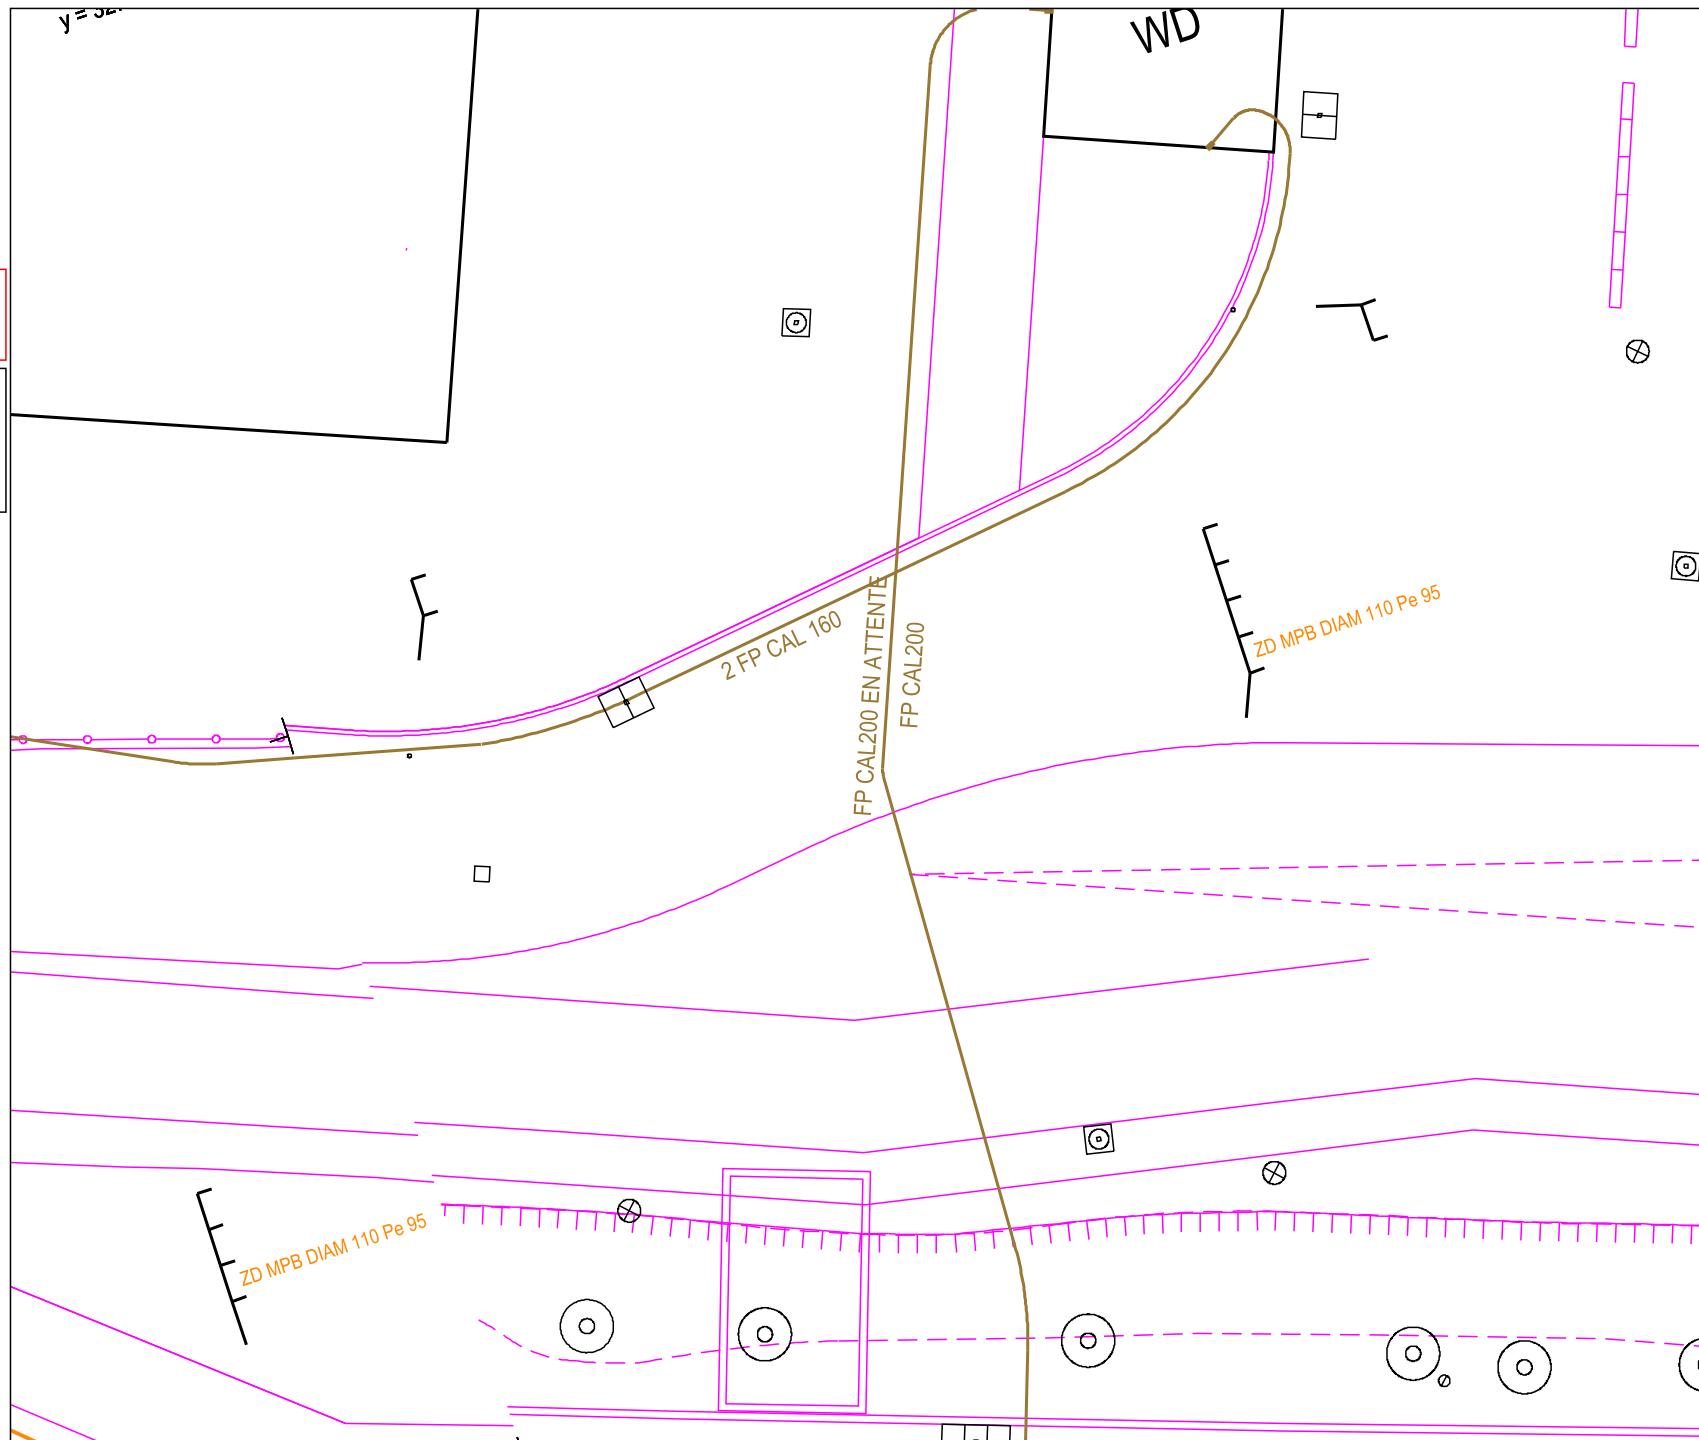 WD
2 FP CAL 160
FP CAL200 EN ATTENTE
FP CAL200
ZD MPB DIAM 110 Pe 95
ZD MPB DIAM 110 Pe 95